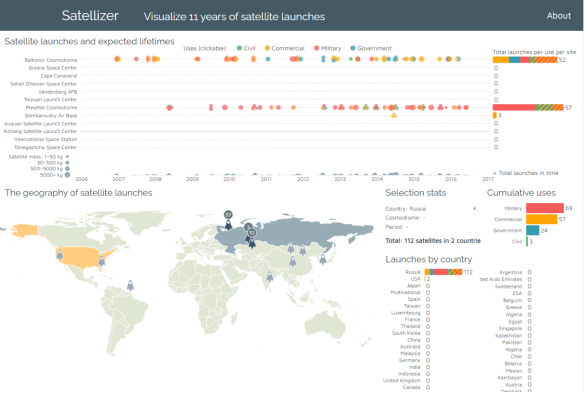 Satellizer Visualize 11 years of satellite launches About
Satellite launches and expected lifetimes
Uses (clickable): Civil Commercial Military Government
Total launches per use per site
Baikonur Cosmodrome 52
Guiana Space Center 0
Cape Canaveral 0
Satish Dhawan Space Center 0
Vandenberg AFB 0
Taiyuan Launch Center 0
Plesetsk Cosmodrome 57
Dombarovsky Air Base 3
Jiuquan Satellite Launch Center 0
Xichang Satellite Launch Center 0
International Space Station 0
Tanegashima Space Center 0
Satellite mass: 1-50 kg
50-500 kg
500-5000 kg
5000+ kg
2006 2007 2008 2009 2010 2011 2012 2013 2014 2015 2016 2017
< Total launches in time
The geography of satellite launches
57
Selection stats
Country: Russia x
Cosmodrome: -
Period: -
Total: 112 satellites in 2 country
Cumulative uses
Military 69
Commercial 57
Government 24
Civil 3
Launches by country
Russia 112
USA 2
Japan 0
Multinational 0
Spain 0
Taiwan 0
Luxembourg 0
France 0
Thailand 0
South Korea 0
China 0
Australia 0
Malaysia 0
Germany 0
India 0
Indonesia 0
United Kingdom 0
Canada 0
Argentina 0
ted Arab Emirates 0
Switzerland 0
ESA 0
Belgium 0
Greece 0
Algeria 0
Egypt 0
Singapore 0
Kazakhstan 0
Pakistan 0
Nigeria 0
Chile 0
Belarus 0
Mexico 0
Azerbaijan 0
Austria 0